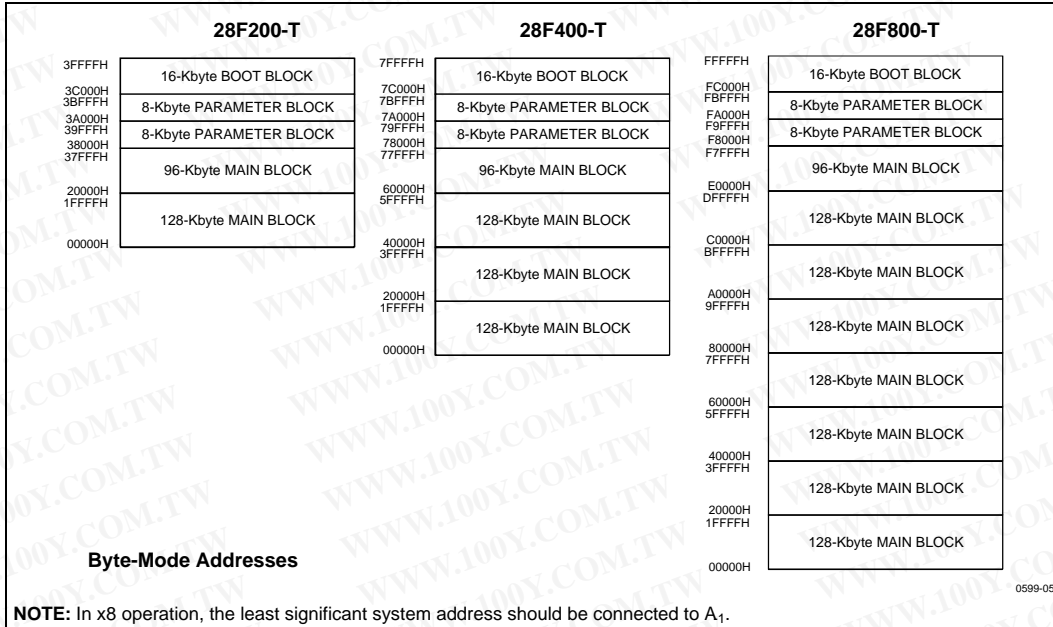 28F200-T
3FFFFH
16-Kbyte BOOT BLOCK
3C000H
3BFFFH
8-Kbyte PARAMETER BLOCK
3A000H
39FFFH
8-Kbyte PARAMETER BLOCK
38000H
37FFFH
96-Kbyte MAIN BLOCK
20000H
1FFFFH
128-Kbyte MAIN BLOCK
00000H
28F400-T
7FFFFH
16-Kbyte BOOT BLOCK
7C000H
7BFFFH
8-Kbyte PARAMETER BLOCK
7A000H
79FFFH
8-Kbyte PARAMETER BLOCK
78000H
77FFFH
96-Kbyte MAIN BLOCK
60000H
5FFFFH
128-Kbyte MAIN BLOCK
40000H
3FFFFH
128-Kbyte MAIN BLOCK
20000H
1FFFFH
128-Kbyte MAIN BLOCK
00000H
28F800-T
FFFFFH
16-Kbyte BOOT BLOCK
FC000H
FBFFFH
8-Kbyte PARAMETER BLOCK
FA000H
F9FFFH
8-Kbyte PARAMETER BLOCK
F8000H
F7FFFH
96-Kbyte MAIN BLOCK
E0000H
DFFFFH
128-Kbyte MAIN BLOCK
C0000H
BFFFFH
128-Kbyte MAIN BLOCK
A0000H
9FFFFH
128-Kbyte MAIN BLOCK
80000H
7FFFFH
128-Kbyte MAIN BLOCK
60000H
5FFFFH
128-Kbyte MAIN BLOCK
40000H
3FFFFH
128-Kbyte MAIN BLOCK
20000H
1FFFFH
128-Kbyte MAIN BLOCK
00000H
Byte-Mode Addresses
0599-05
NOTE: In x8 operation, the least significant system address should be connected to A₁.
WWW.100Y.COM.TW